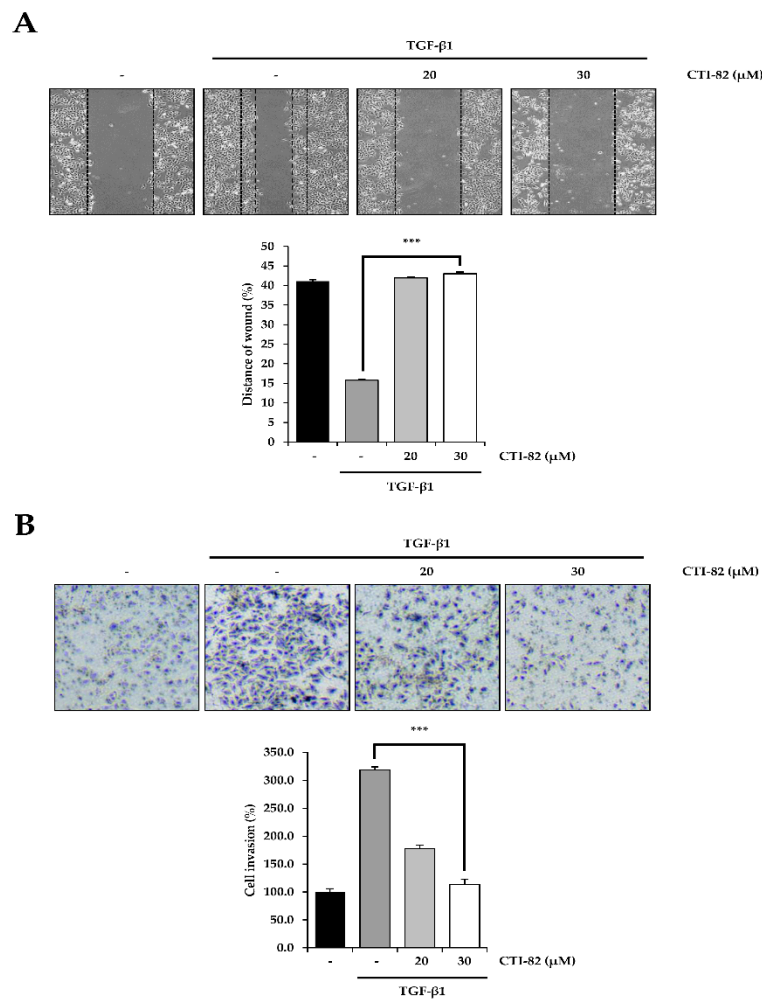 A
TGF-β1
- - 20 30 CTI-82 (μM)
***
50
45
40
35
30
25
20
15
10
5
0
Distance of wound (%)
- - 20 30 CTI-82 (μM)
TGF-β1
B
TGF-β1
- - 20 30 CTI-82 (μM)
***
350.0
300.0
250.0
200.0
150.0
100.0
50.0
0.0
Cell invasion (%)
- - 20 30 CTI-82 (μM)
TGF-β1